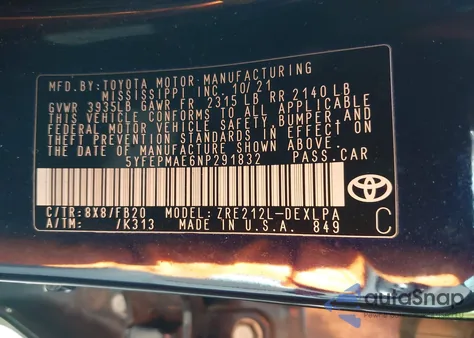 MFD.BY:TOYOTA MOTOR MANUFACTURING
MISSISSIPPI INC. 10/21
GVWR 3935LB GAWR FR 2315 LB RR 2140 LB
THIS VEHICLE CONFORMS TO ALL APPLICABLE
FEDERAL MOTOR VEHICLE SAFETY, BUMPER, AND
THEFT PREVENTION STANDARDS IN EFFECT ON
THE DATE OF MANUFACTURE SHOWN ABOVE.
5YFEPMAE6NP291832 PASS.CAR
C/TR:8X8/FB20 MODEL:ZRE212L-DEXLPA
A/TM: /K313 MADE IN U.S.A. 849
C
autoSnap